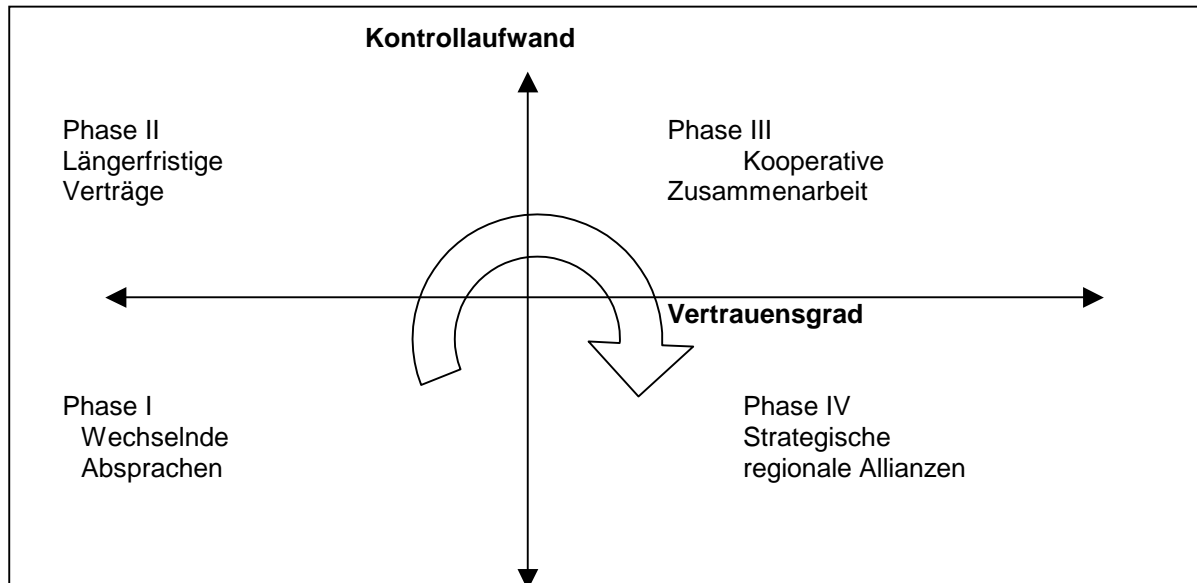 Kontrollaufwand
Phase II
Längerfristige
Verträge
Phase III
Kooperative
Zusammenarbeit
Vertrauensgrad
Phase I
Wechselnde
Absprachen
Phase IV
Strategische
regionale Allianzen